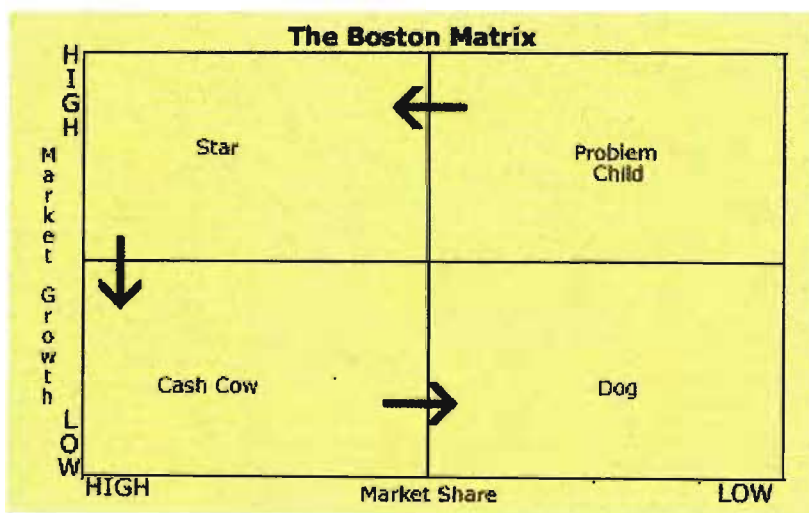 The Boston Matrix
HIGH
Market Growth
LOW
Star
Problem
Child
Cash Cow
Dog
HIGH
Market Share
LOW